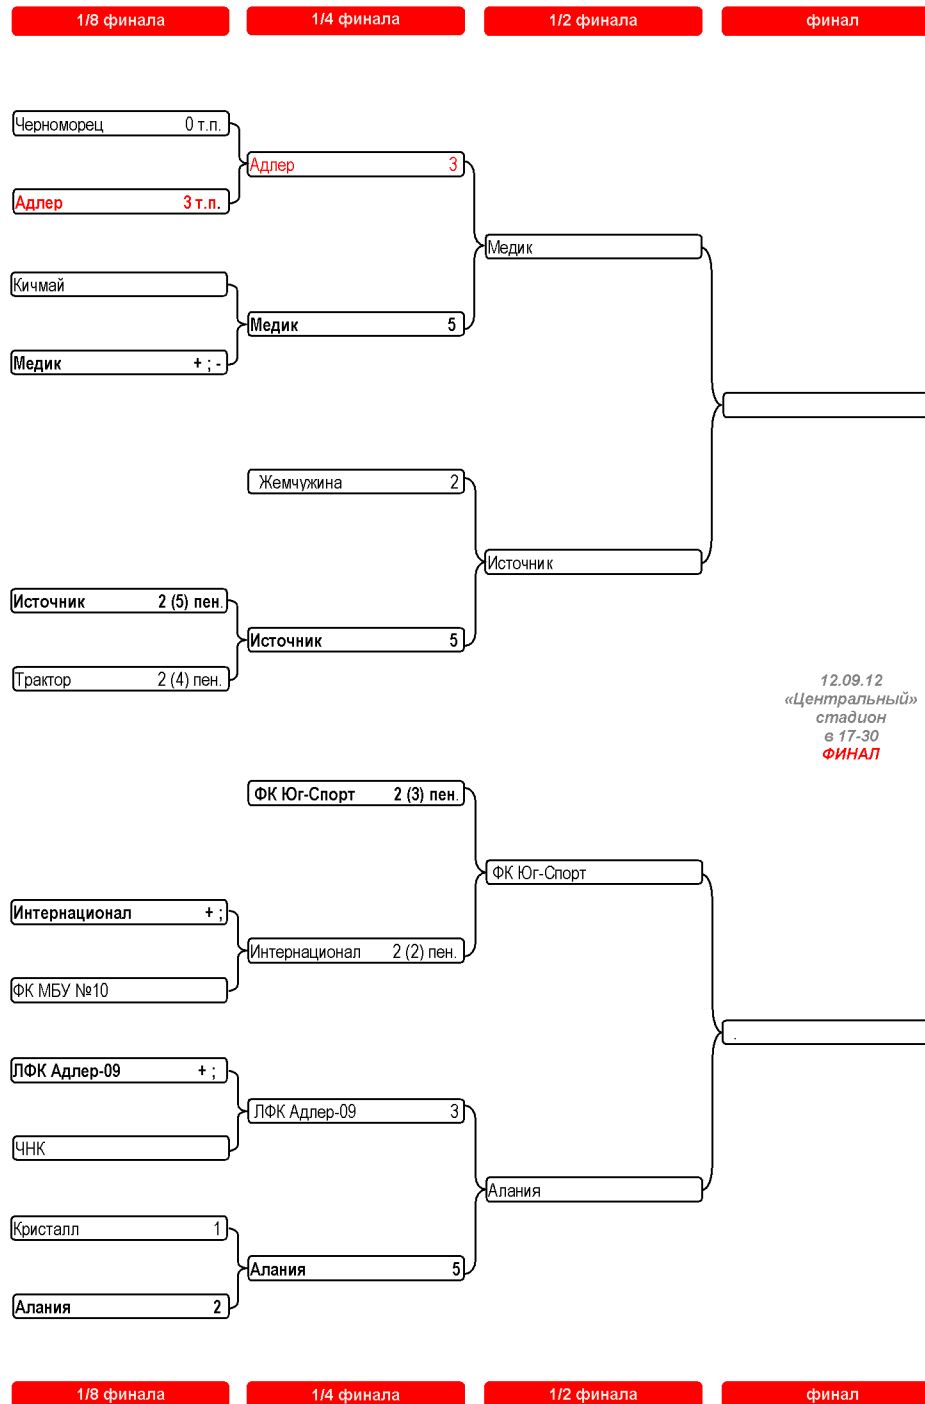 1/8 финала 1/4 финала 1/2 финала финал
Черноморец 0 т.п.
Адлер 3
Адлер 3 т.п.
Медик
Кичмай
Медик 5
Медик + ; -
Жемчужина 2
Источник
Источник 2 (5) пен.
Источник 5
Трактор 2 (4) пен.
12.09.12
«Центральный»
стадион
в 17-30
ФИНАЛ
ФК Юг-Спорт 2 (3) пен.
ФК Юг-Спорт
Интернационал + ;
Интернационал 2 (2) пен.
ФК МБУ №10
.
ЛФК Адлер-09 + ;
ЛФК Адлер-09 3
ЧНК
Алания
Кристалл 1
Алания 5
Алания 2
1/8 финала 1/4 финала 1/2 финала финал